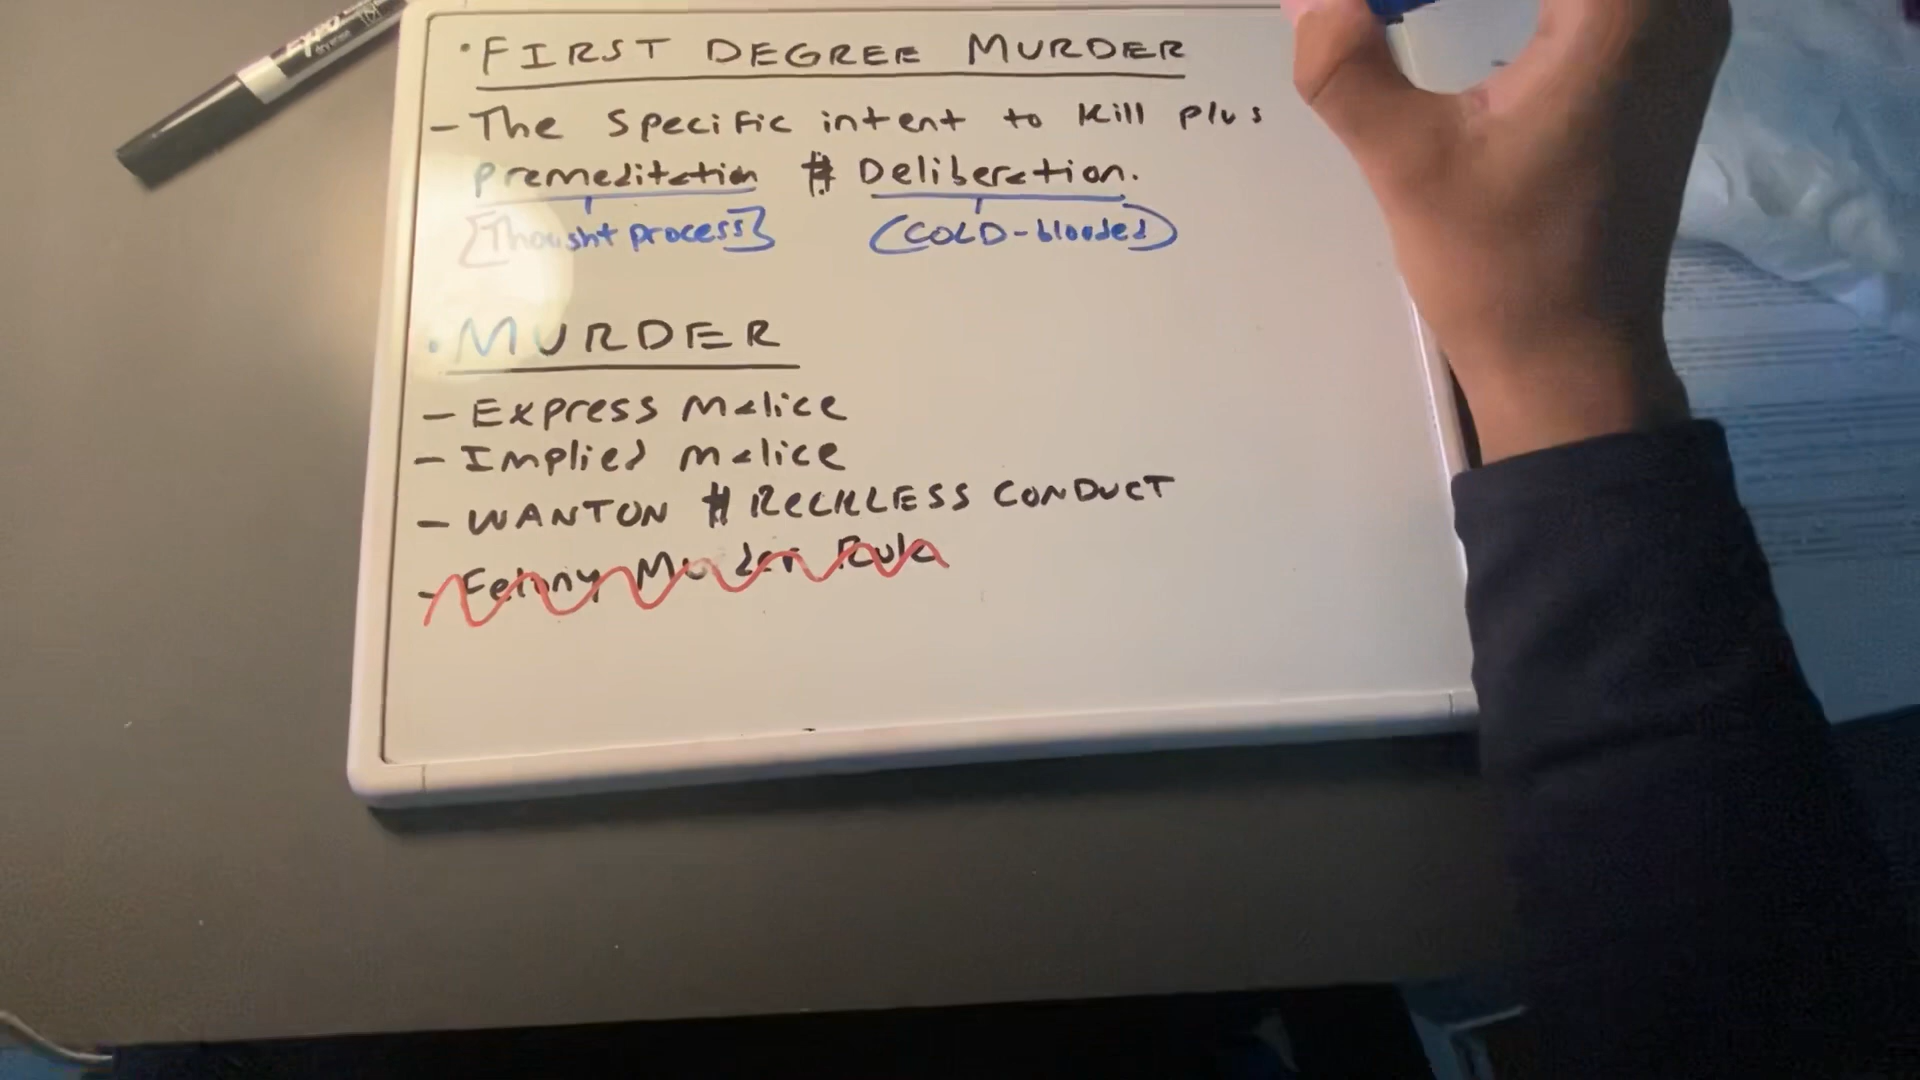 EXPO
• FIRST DEGREE MURDER
- The Specific intent to kill plus
Premeditation # Deliberation.
[Thought process] (COLD-blooded)
• MURDER
- Express Malice
- Implied malice
- WANTON # RECKLESS CONDUCT
- Felony Murder Rule